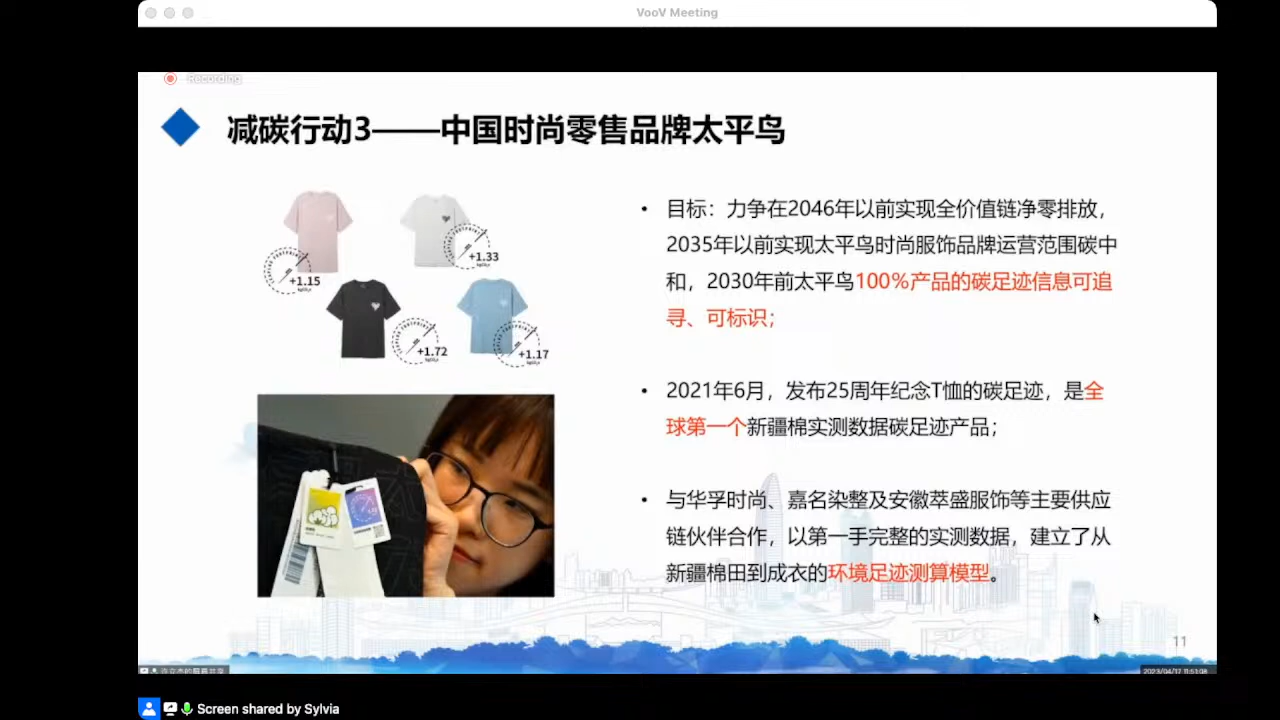 VooV Meeting
Recording
减碳行动3——中国时尚零售品牌太平鸟
+1.15
+1.33
+1.72
+1.17
• 目标：力争在2046年以前实现全价值链净零排放，
2035年以前实现太平鸟时尚服饰品牌运营范围碳中
和，2030年前太平鸟100%产品的碳足迹信息可追
寻、可标识；
• 2021年6月，发布25周年纪念T恤的碳足迹，是全
球第一个新疆棉实测数据碳足迹产品；
• 与华孚时尚、嘉名染整及安徽萃盛服饰等主要供应
链伙伴合作，以第一手完整的实测数据，建立了从
新疆棉田到成衣的环境足迹测算模型。
11
Screen shared by Sylvia